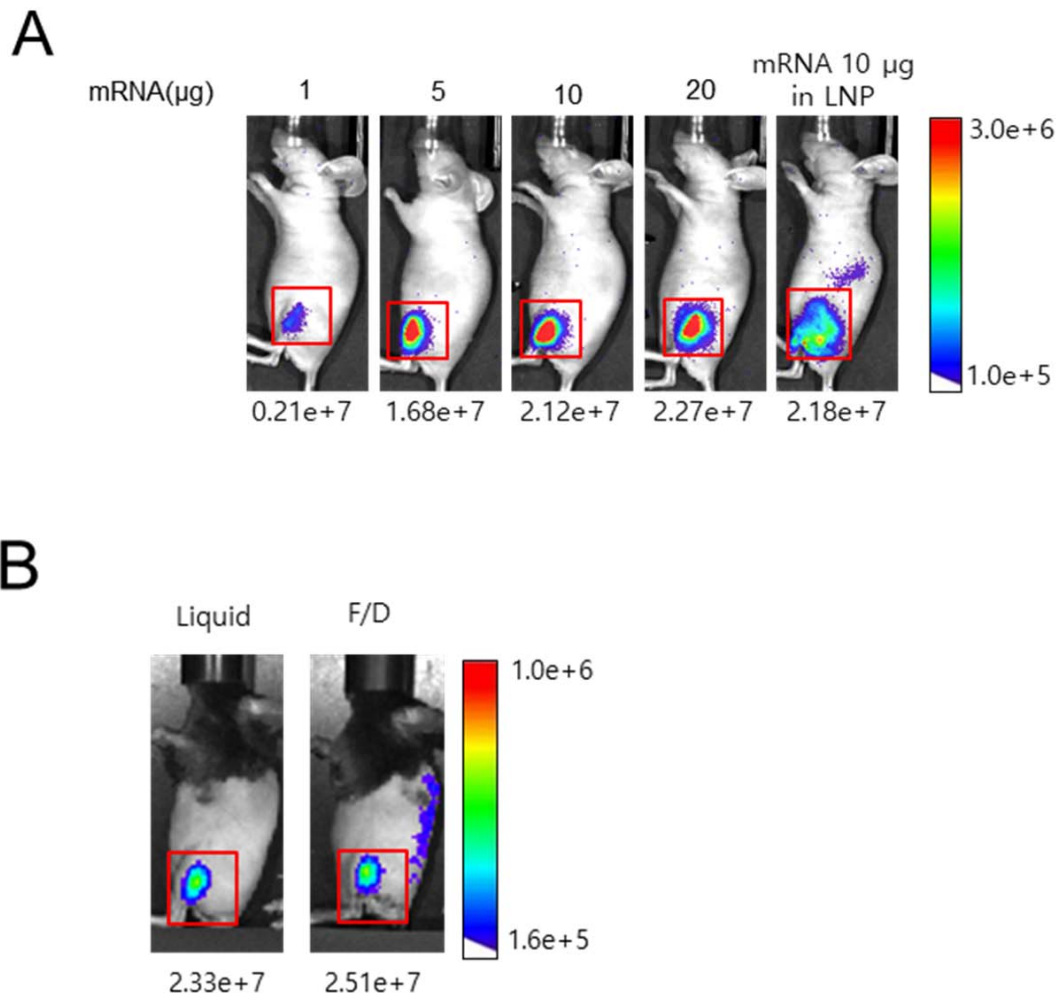 A
mRNA(µg)
1
5
10
20
mRNA 10 µg
in LNP
3.0e+6
1.0e+5
0.21e+7
1.68e+7
2.12e+7
2.27e+7
2.18e+7
B
Liquid
F/D
1.0e+6
1.6e+5
2.33e+7
2.51e+7